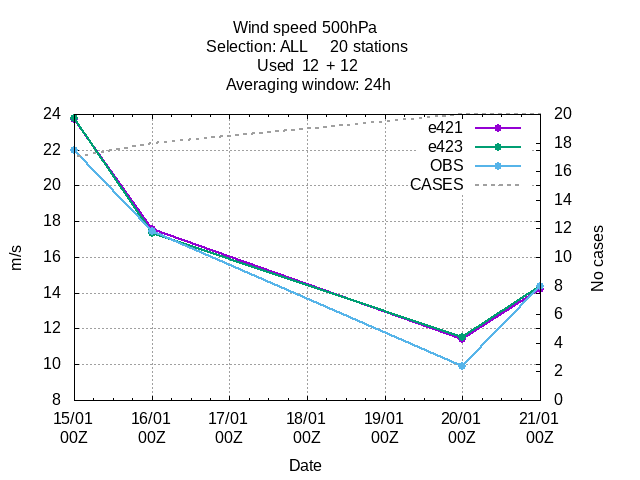 Wind speed 500hPa
Selection: ALL 20 stations
Used 12 + 12
Averaging window: 24h
24
22
20
18
16
14
12
10
8
m/s
20
18
16
14
12
10
8
6
4
2
0
No cases
e421
e423
OBS
CASES
15/01 16/01 17/01 18/01 19/01 20/01 21/01
00Z 00Z 00Z 00Z 00Z 00Z 00Z
Date